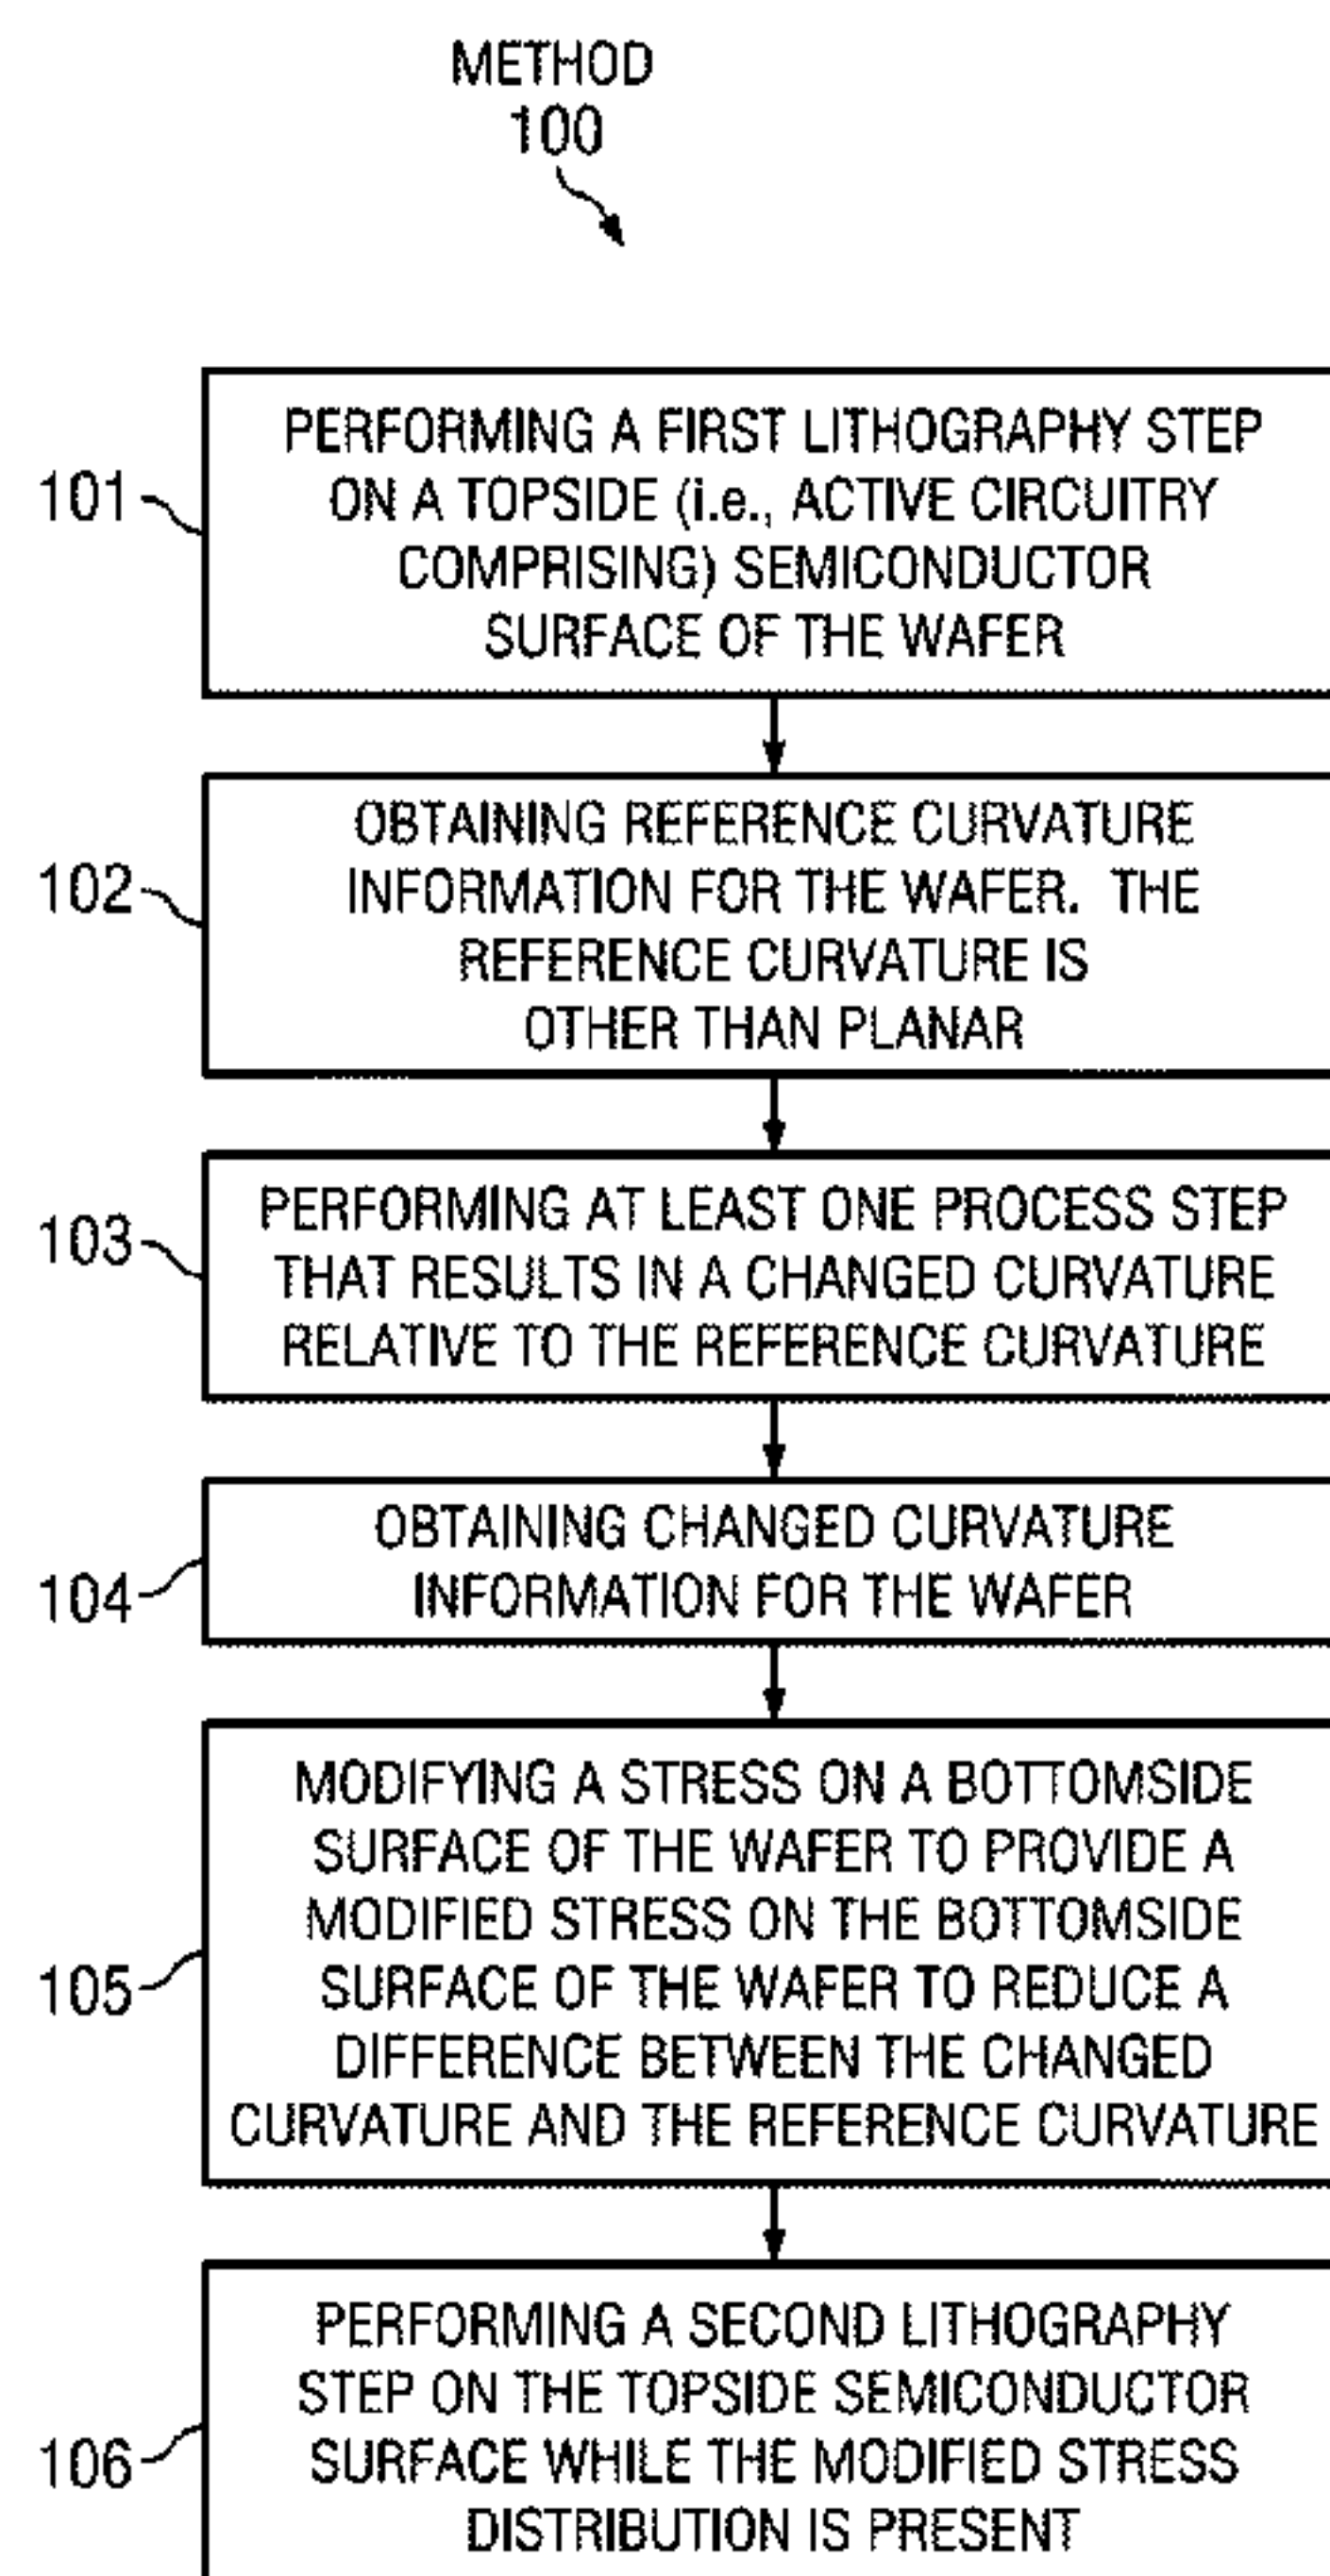 METHOD
100
101
PERFORMING A FIRST LITHOGRAPHY STEP
ON A TOPSIDE (i.e., ACTIVE CIRCUITRY
COMPRISING) SEMICONDUCTOR
SURFACE OF THE WAFER
102
OBTAINING REFERENCE CURVATURE
INFORMATION FOR THE WAFER. THE
REFERENCE CURVATURE IS
OTHER THAN PLANAR
103
PERFORMING AT LEAST ONE PROCESS STEP
THAT RESULTS IN A CHANGED CURVATURE
RELATIVE TO THE REFERENCE CURVATURE
104
OBTAINING CHANGED CURVATURE
INFORMATION FOR THE WAFER
105
MODIFYING A STRESS ON A BOTTOMSIDE
SURFACE OF THE WAFER TO PROVIDE A
MODIFIED STRESS ON THE BOTTOMSIDE
SURFACE OF THE WAFER TO REDUCE A
DIFFERENCE BETWEEN THE CHANGED
CURVATURE AND THE REFERENCE CURVATURE
106
PERFORMING A SECOND LITHOGRAPHY
STEP ON THE TOPSIDE SEMICONDUCTOR
SURFACE WHILE THE MODIFIED STRESS
DISTRIBUTION IS PRESENT